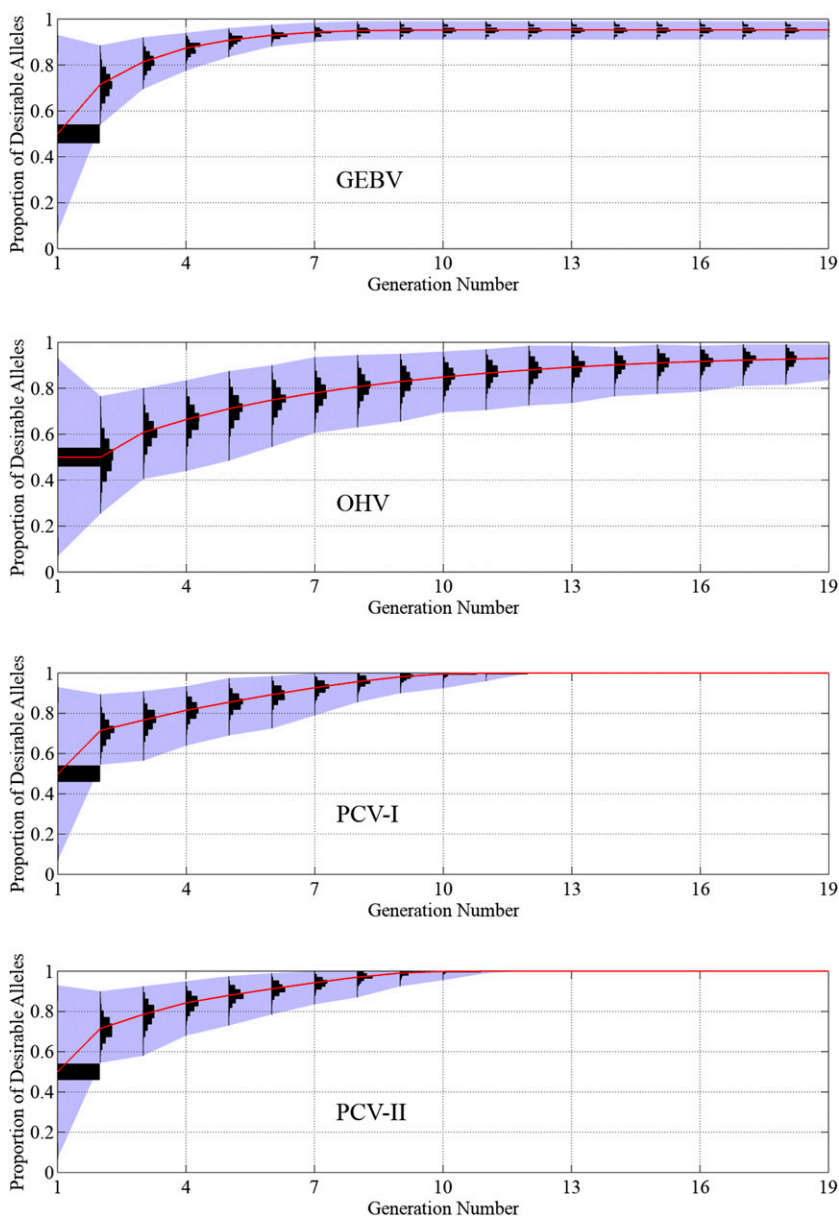 Proportion of Desirable Alleles
1
0.8
0.6
0.4
0.2
0
GEBV
1 4 7 10 13 16 19
Generation Number
Proportion of Desirable Alleles
1
0.8
0.6
0.4
0.2
0
OHV
1 4 7 10 13 16 19
Generation Number
Proportion of Desirable Alleles
1
0.8
0.6
0.4
0.2
0
PCV-I
1 4 7 10 13 16 19
Generation Number
Proportion of Desirable Alleles
1
0.8
0.6
0.4
0.2
0
PCV-II
1 4 7 10 13 16 19
Generation Number